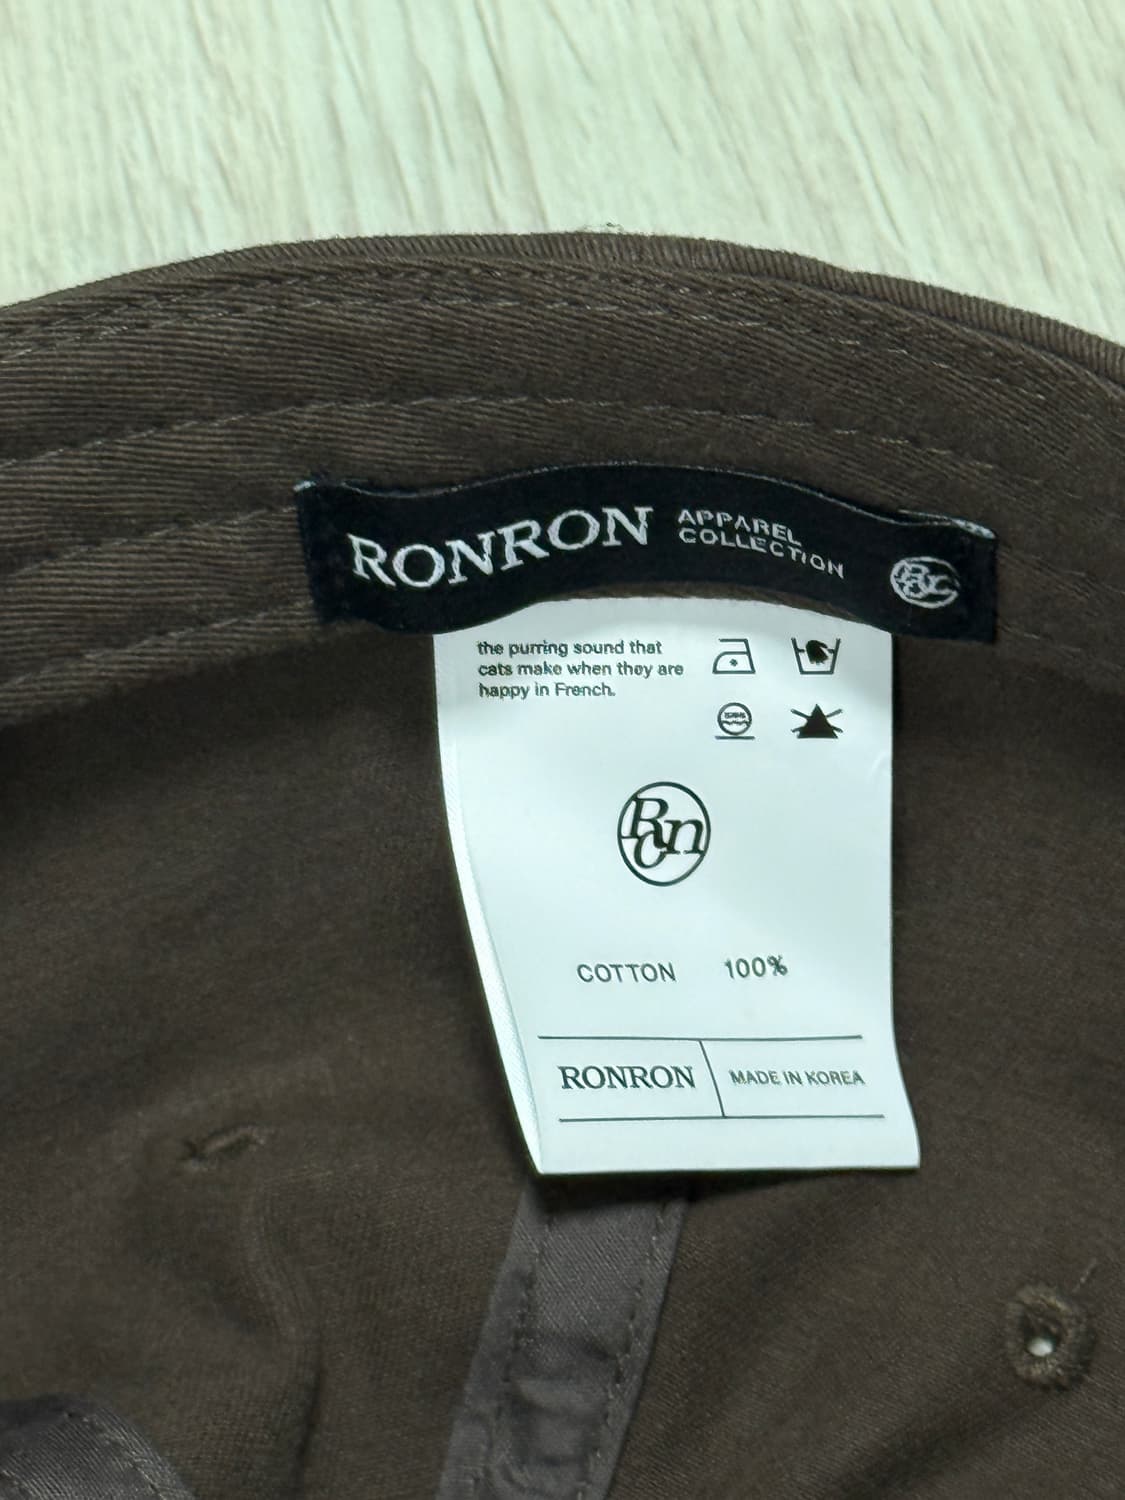 RONRON APPAREL
COLLECTION
the purring sound that
cats make when they are
happy in French.
Ron
COTTON 100%
RONRON MADE IN KOREA